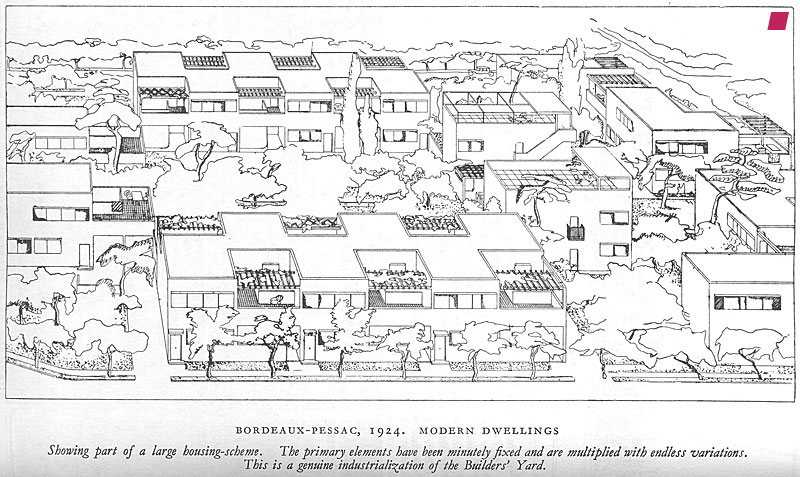 BORDEAUX-PESSAC, 1924. MODERN DWELLINGS
Showing part of a large housing-scheme. The primary elements have been minutely fixed and are multiplied with endless variations.
This is a genuine industrialization of the Builders' Yard.